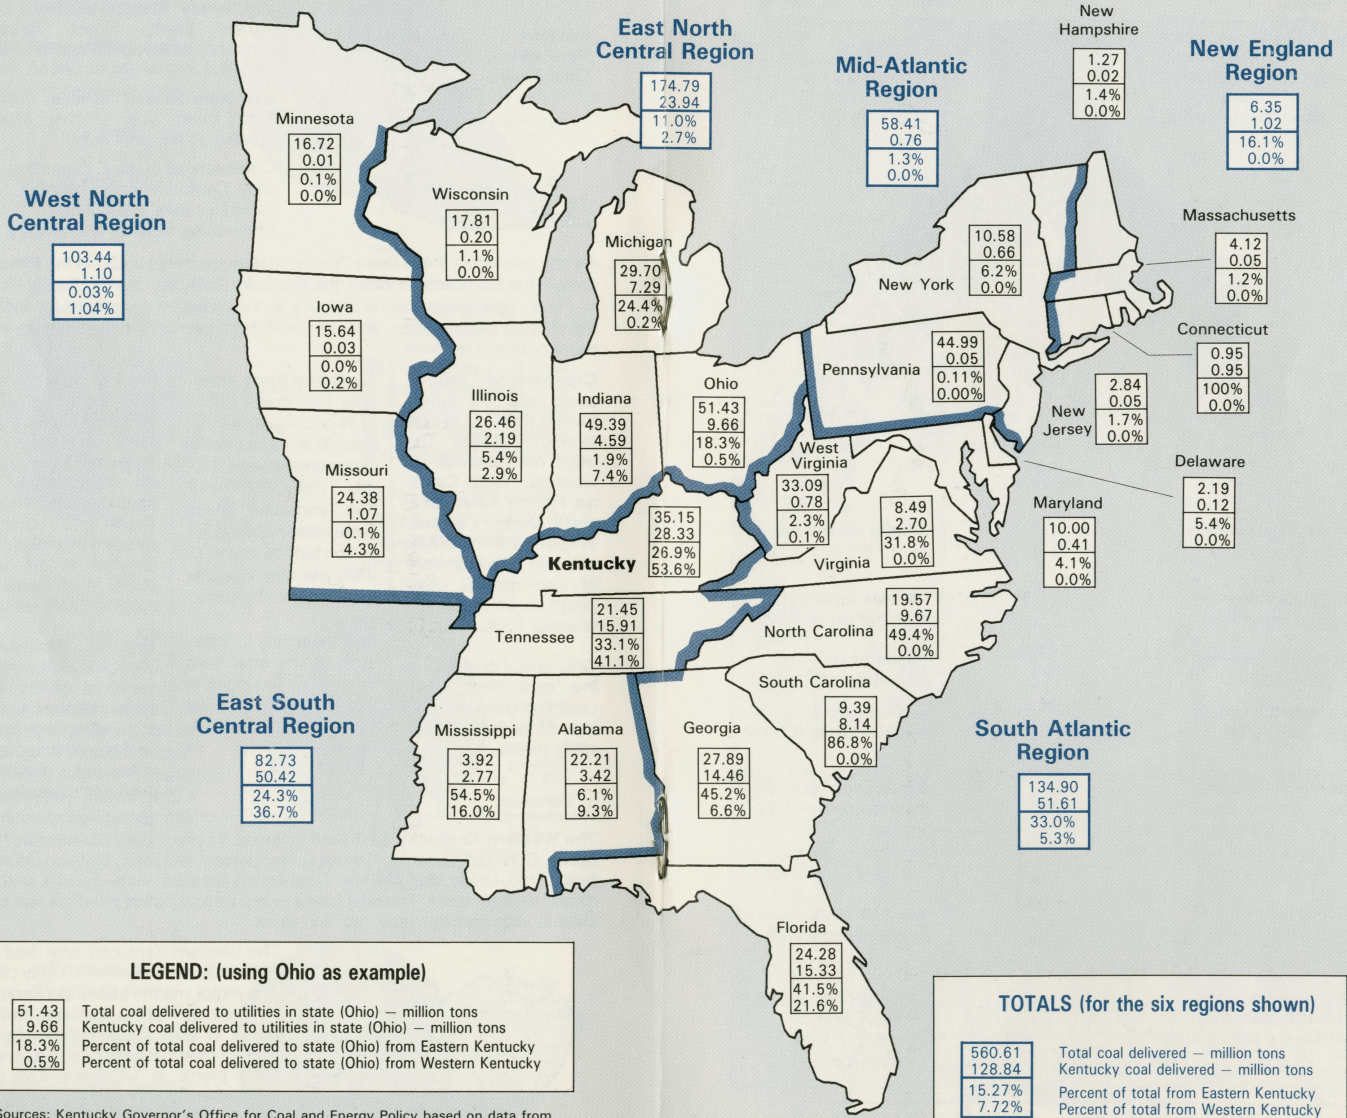 New
Hampshire
1.27
0.02
1.4%
0.0%
East North
Central Region
174.79
23.94
11.0%
2.7%
Mid-Atlantic
Region
58.41
0.76
1.3%
0.0%
New England
Region
6.35
1.02
16.1%
0.0%
Minnesota
16.72
0.01
0.1%
0.0%
West North
Central Region
103.44
1.10
0.03%
1.04%
Wisconsin
17.81
0.20
1.1%
0.0%
Michigan
29.70
7.29
24.4%
0.2%
New York
10.58
0.66
6.2%
0.0%
Massachusetts
4.12
0.05
1.2%
0.0%
Connecticut
0.95
0.95
100%
0.0%
Iowa
15.64
0.03
0.0%
0.2%
Illinois
26.46
2.19
5.4%
2.9%
Indiana
49.39
4.59
1.9%
7.4%
Ohio
51.43
9.66
18.3%
0.5%
Pennsylvania
44.99
0.05
0.11%
0.00%
New
Jersey
2.84
0.05
1.7%
0.0%
Delaware
2.19
0.12
5.4%
0.0%
Missouri
24.38
1.07
0.1%
4.3%
West
Virginia
33.09
0.78
2.3%
0.1%
Virginia
8.49
2.70
31.8%
0.0%
Maryland
10.00
0.41
4.1%
0.0%
Kentucky
35.15
28.33
26.9%
53.6%
Tennessee
21.45
15.91
33.1%
41.1%
North Carolina
19.57
9.67
49.4%
0.0%
South Carolina
9.39
8.14
86.8%
0.0%
East South
Central Region
82.73
50.42
24.3%
36.7%
Mississippi
3.92
2.77
54.5%
16.0%
Alabama
22.21
3.42
6.1%
9.3%
Georgia
27.89
14.46
45.2%
6.6%
South Atlantic
Region
134.90
51.61
33.0%
5.3%
Florida
24.28
15.33
41.5%
21.6%
LEGEND: (using Ohio as example)
51.43 Total coal delivered to utilities in state (Ohio) — million tons
9.66 Kentucky coal delivered to utilities in state (Ohio) — million tons
18.3% Percent of total coal delivered to state (Ohio) from Eastern Kentucky
0.5% Percent of total coal delivered to state (Ohio) from Western Kentucky
TOTALS (for the six regions shown)
560.61 Total coal delivered — million tons
128.84 Kentucky coal delivered — million tons
15.27% Percent of total from Eastern Kentucky
7.72% Percent of total from Western Kentucky
Sources: Kentucky Governor's Office for Coal and Energy Policy based on data from